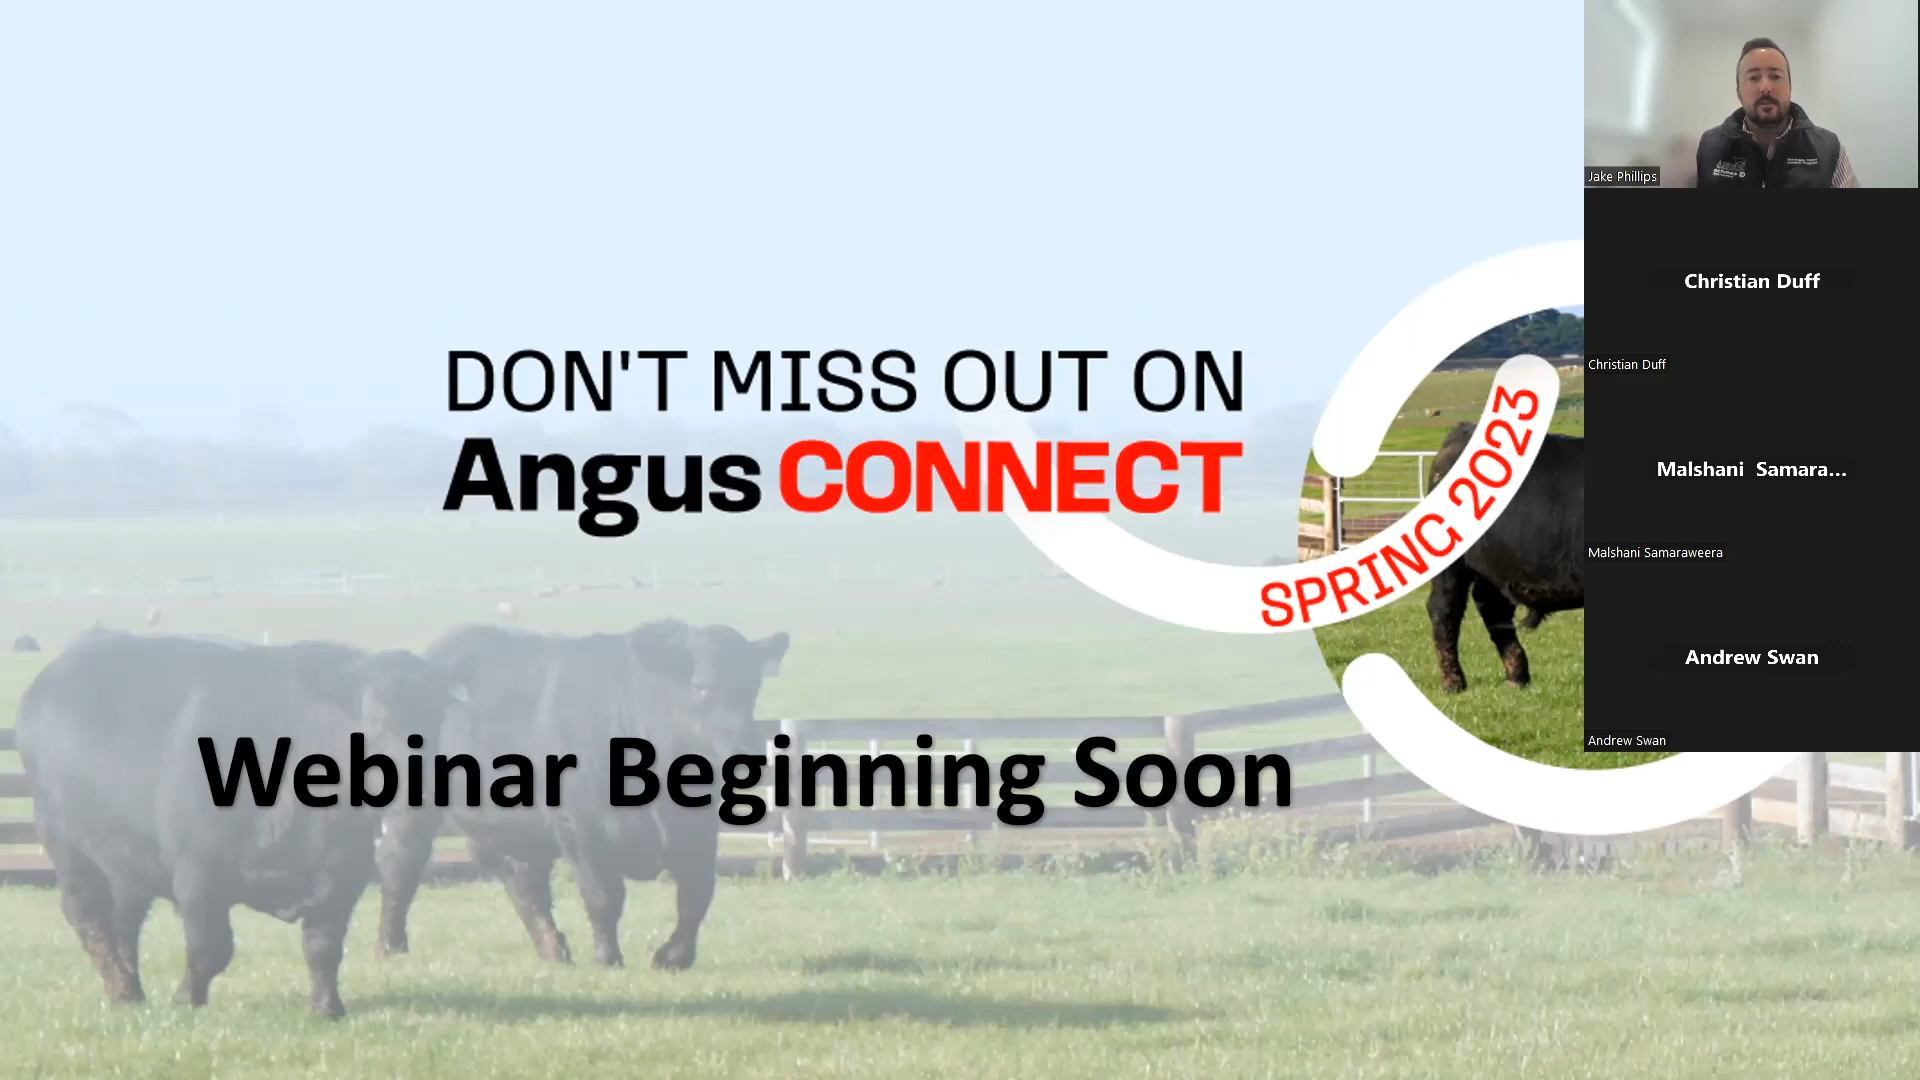 DON'T MISS OUT ON
Angus CONNECT
SPRING 2023
Webinar Beginning Soon
Jake Phillips
Christian Duff
Christian Duff
Malshani Samara...
Malshani Samaraweera
Andrew Swan
Andrew Swan